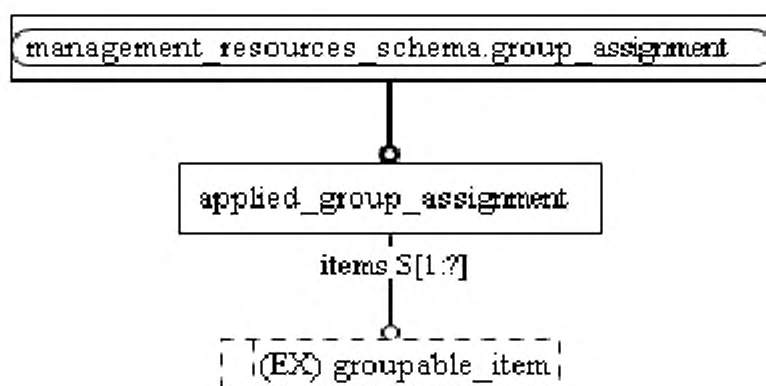 management_resources_schema.group_assignment
applied_group_assignment
items S[1:?]
(EX) groupable_item